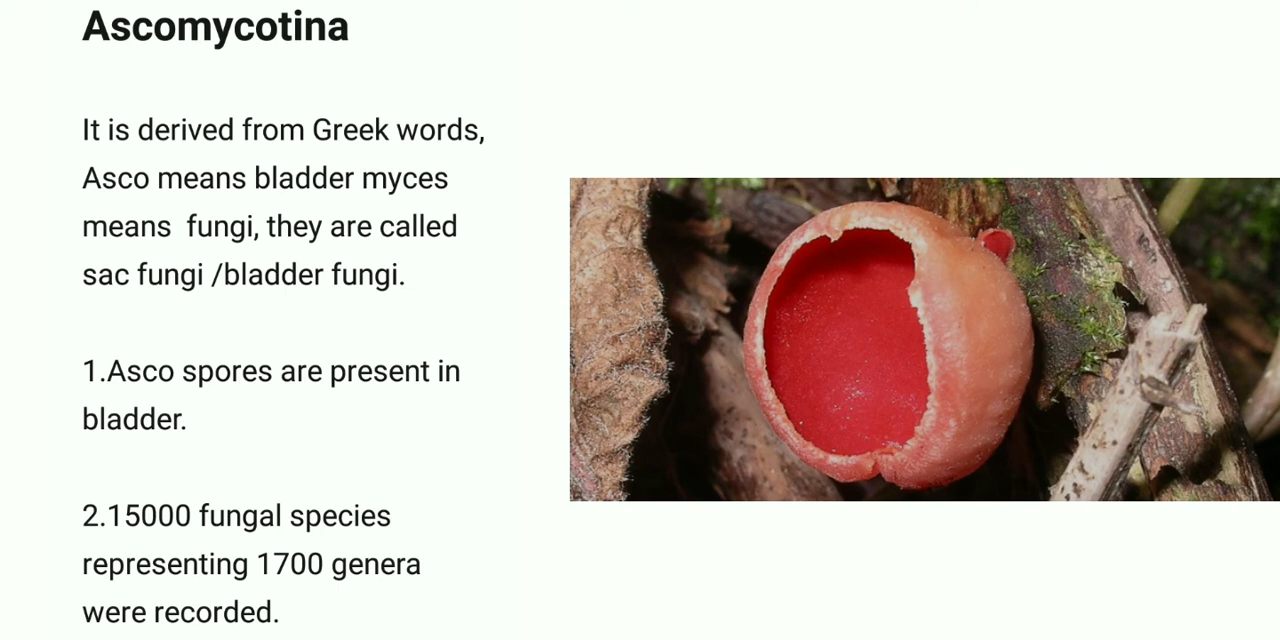 Ascomycotina
It is derived from Greek words,
Asco means bladder myces
means  fungi, they are called
sac fungi /bladder fungi.
1.Asco spores are present in
bladder.
2.15000 fungal species
representing 1700 genera
were recorded.